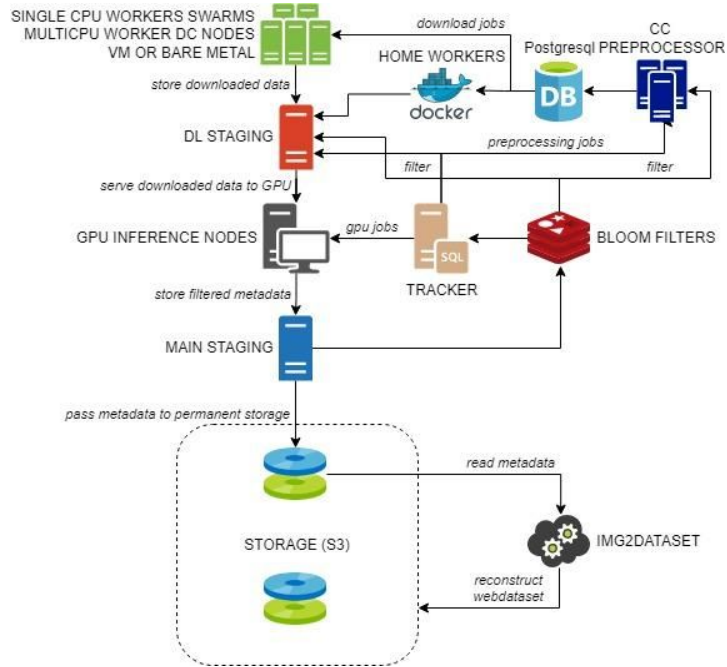 SINGLE CPU WORKERS SWARMS
MULTICPU WORKER DC NODES
VM OR BARE METAL
download jobs
CC
PREPROCESSOR
Postgresql
HOME WORKERS
DB
docker
store downloaded data
DL STAGING
preprocessing jobs
filter
filter
serve downloaded data to GPU
GPU INFERENCE NODES
gpu jobs
SQL
TRACKER
BLOOM FILTERS
store filtered metadata
MAIN STAGING
pass metadata to permanent storage
read metadata
STORAGE (S3)
IMG2DATASET
reconstruct
webdataset